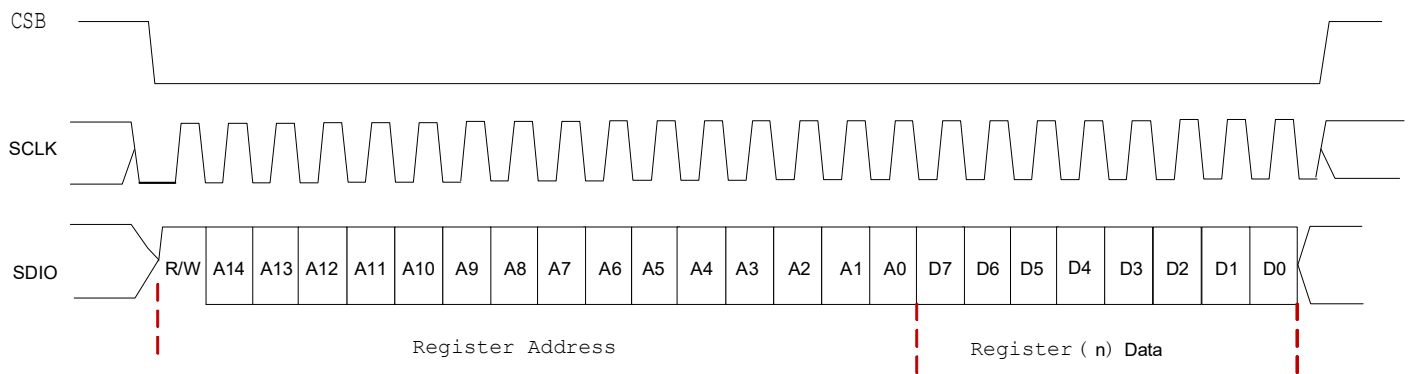 CSB
SCLK
SDIO R/W A14 A13 A12 A11 A10 A9 A8 A7 A6 A5 A4 A3 A2 A1 A0 D7 D6 D5 D4 D3 D2 D1 D0
Register Address Register ( n) Data